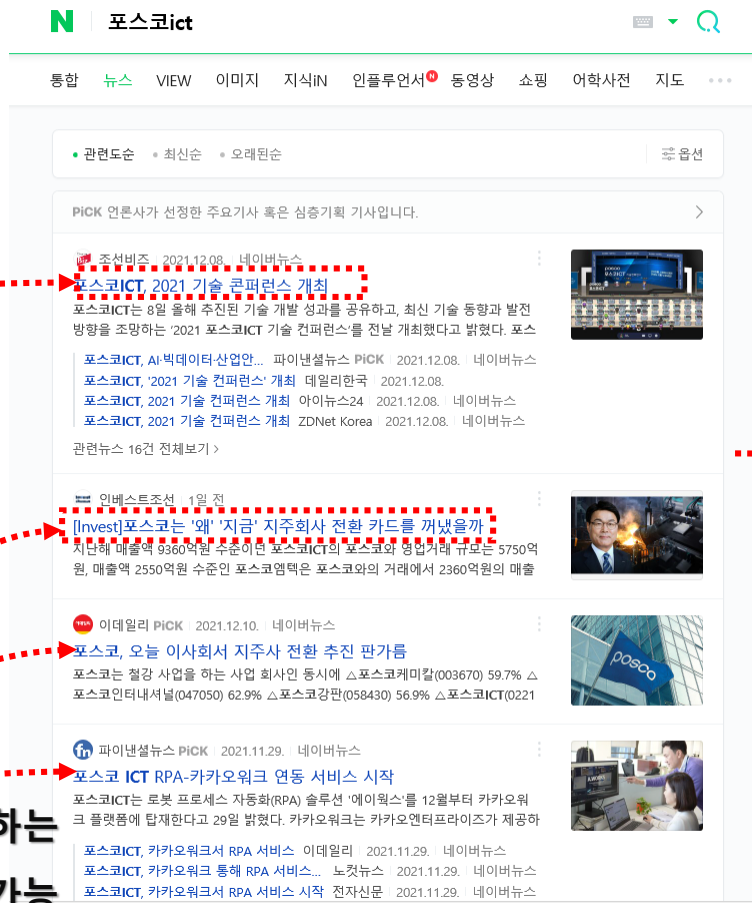 N 포스코ict
통합 뉴스 VIEW 이미지 지식iN 인플루언서 N 동영상 쇼핑 어학사전 지도
관련도순 최신순 오래된순 옵션
PiCK 언론사가 선정한 주요기사 혹은 심층기획 기사입니다.
조선비즈 2021.12.08. 네이버뉴스
포스코ICT, 2021 기술 콘퍼런스 개최
포스코ICT는 8일 올해 추진된 기술 개발 성과를 공유하고, 최신 기술 동향과 발전
방향을 조망하는 ‘2021 포스코ICT 기술 컨퍼런스’를 전날 개최했다고 밝혔다. 포스
포스코ICT, AI·빅데이터·산업안... 파이낸셜뉴스 PiCK 2021.12.08. 네이버뉴스
포스코ICT, '2021 기술 컨퍼런스' 개최 데일리한국 2021.12.08.
포스코ICT, 2021 기술 컨퍼런스 개최 아이뉴스24 2021.12.08. 네이버뉴스
포스코ICT, 2021 기술 컨퍼런스 개최 ZDNet Korea 2021.12.08. 네이버뉴스
관련뉴스 16건 전체보기 >
인베스트조선 1일 전
[Invest]포스코는 '왜' '지금' 지주회사 전환 카드를 꺼냈을까
지난해 매출액 9360억원 수준이던 포스코ICT의 포스코와 영업거래 규모는 5750억
원, 매출액 2550억원 수준인 포스코엠텍은 포스코와의 거래에서 2360억원의 매출
이데일리 PiCK 2021.12.10. 네이버뉴스
포스코, 오늘 이사회서 지주사 전환 추진 판가름
posco
포스코는 철강 사업을 하는 사업 회사인 동시에 △포스코케미칼(003670) 59.7% △
포스코인터내셔널(047050) 62.9% △포스코강판(058430) 56.9% △포스코ICT(0221
파이낸셜뉴스 PiCK 2021.11.29. 네이버뉴스
포스코 ICT RPA-카카오워크 연동 서비스 시작
포스코ICT는 로봇 프로세스 자동화(RPA) 솔루션 '에이웍스'를 12월부터 카카오워
크 플랫폼에 탑재한다고 29일 밝혔다. 카카오워크는 카카오엔터프라이즈가 제공하
하는
포스코ICT, 카카오워크서 RPA 서비스 이데일리 2021.11.29. 네이버뉴스
포스코ICT, 카카오워크 통해 RPA 서비스... 노컷뉴스 2021.11.29. 네이버뉴스
포스코ICT, 카카오워크서 RPA 서비스 시작 전자신문 2021.11.29. 네이버뉴스
가능